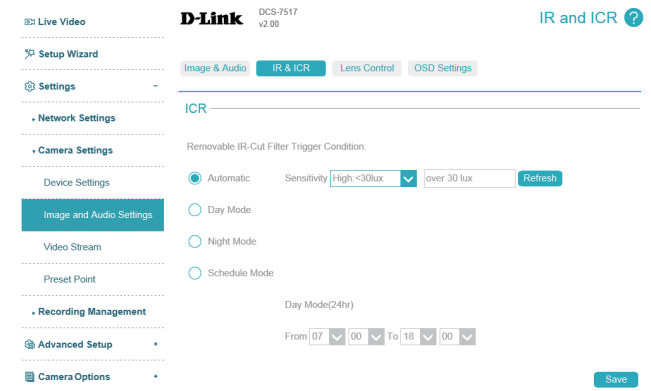 D-Link DCS-7517
v2.00
IR and ICR ?
Live Video
Setup Wizard
Settings -
Network Settings
Camera Settings
Device Settings
Image and Audio Settings
Video Stream
Preset Point
Recording Management
Advanced Setup +
Camera Options +
Image & Audio IR & ICR Lens Control OSD Settings
ICR
Removable IR-Cut Filter Trigger Condition:
Automatic Sensitivity High:<30lux over 30 lux Refresh
Day Mode
Night Mode
Schedule Mode
Day Mode(24hr)
From 07 00 To 18 00
Save